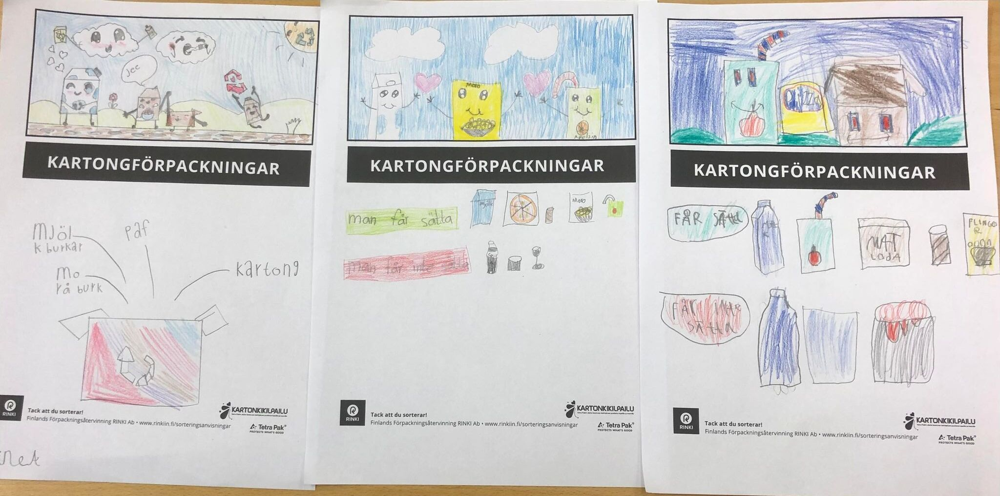 Jee
KARTONGFÖRPACKNINGAR
MJöl
k burkar
paf
Mo
rå burk
kartong
RINKI
Tack att du sorterar!
Finlands Förpackningsåtervinning RINKI Ab • www.rinkiin.fi/sorteringsanvisningar
KARTONKIKILPAILU
Tetra Pak®
PROTECTS WHAT'S GOOD
Moro
Apelsin
KARTONGFÖRPACKNINGAR
man får sätta
mjölk
Moro
man får inte sätta
RINKI
Tack att du sorterar!
Finlands Förpackningsåtervinning RINKI Ab • www.rinkiin.fi/sorteringsanvisningar
KARTONKIKILPAILU
Tetra Pak®
PROTECTS WHAT'S GOOD
Pizza
KARTONGFÖRPACKNINGAR
FÅR SÄtta
MAT
LådA
FLINGO
R
FÅR INtE
SÄtta
RINKI
Tack att du sorterar!
Finlands Förpackningsåtervinning RINKI Ab • www.rinkiin.fi/sorteringsanvisningar
KARTONKIKILPAILU
Tetra Pak®
PROTECTS WHAT'S GOOD